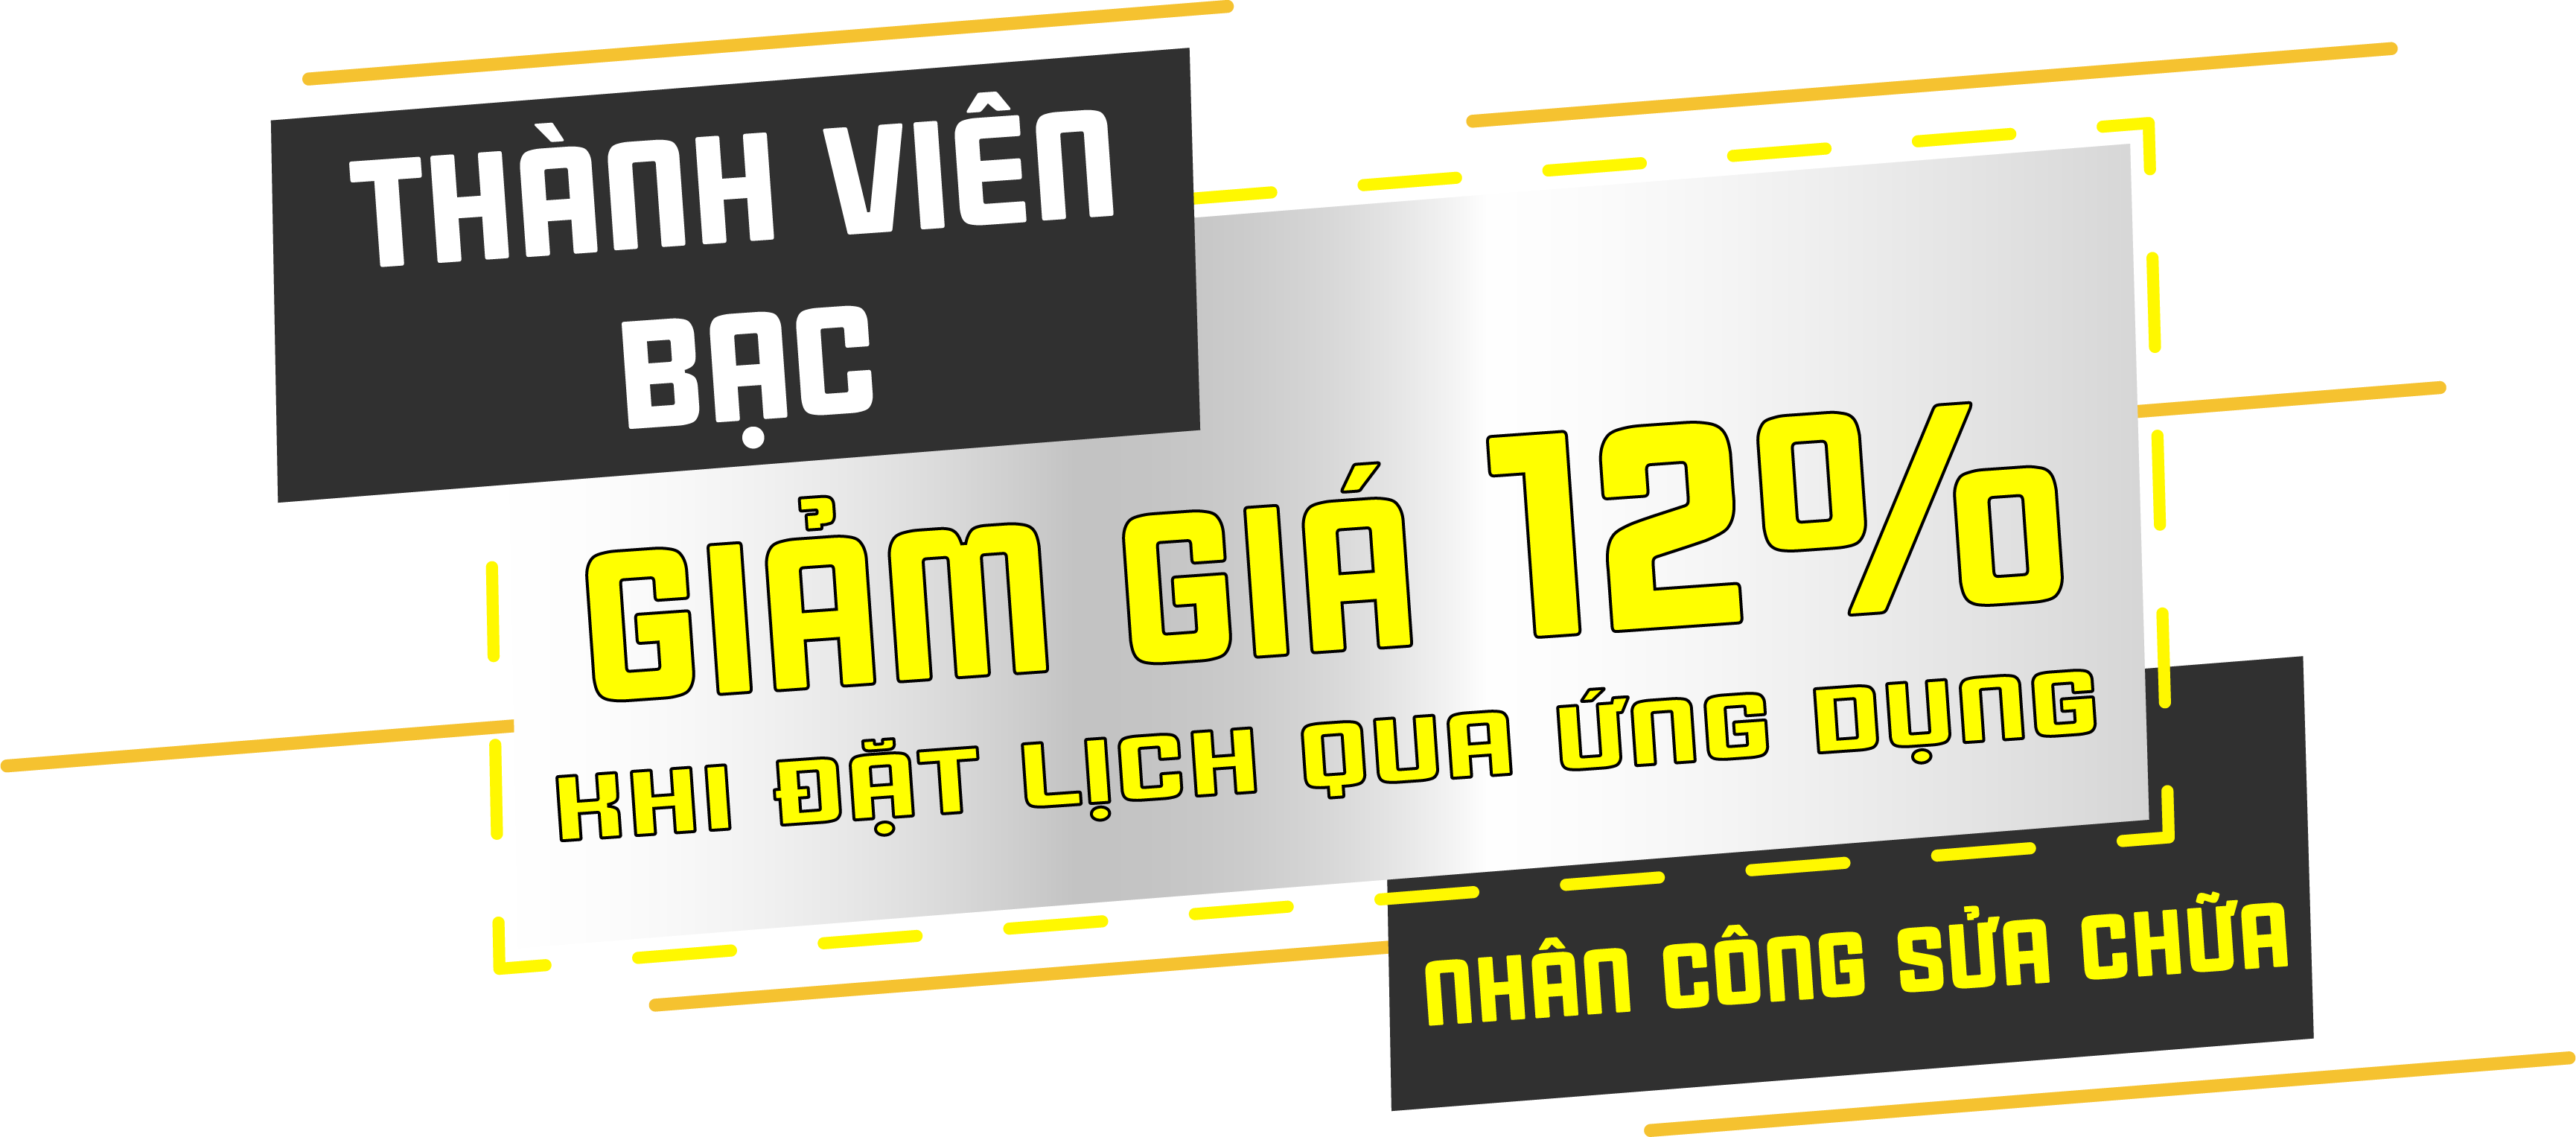 THÀNH VIÊN
BẠC
GIẢM GIÁ 12%
KHI ĐẶT LỊCH QUA ỨNG DỤNG
NHÂN CÔNG SỬA CHỮA